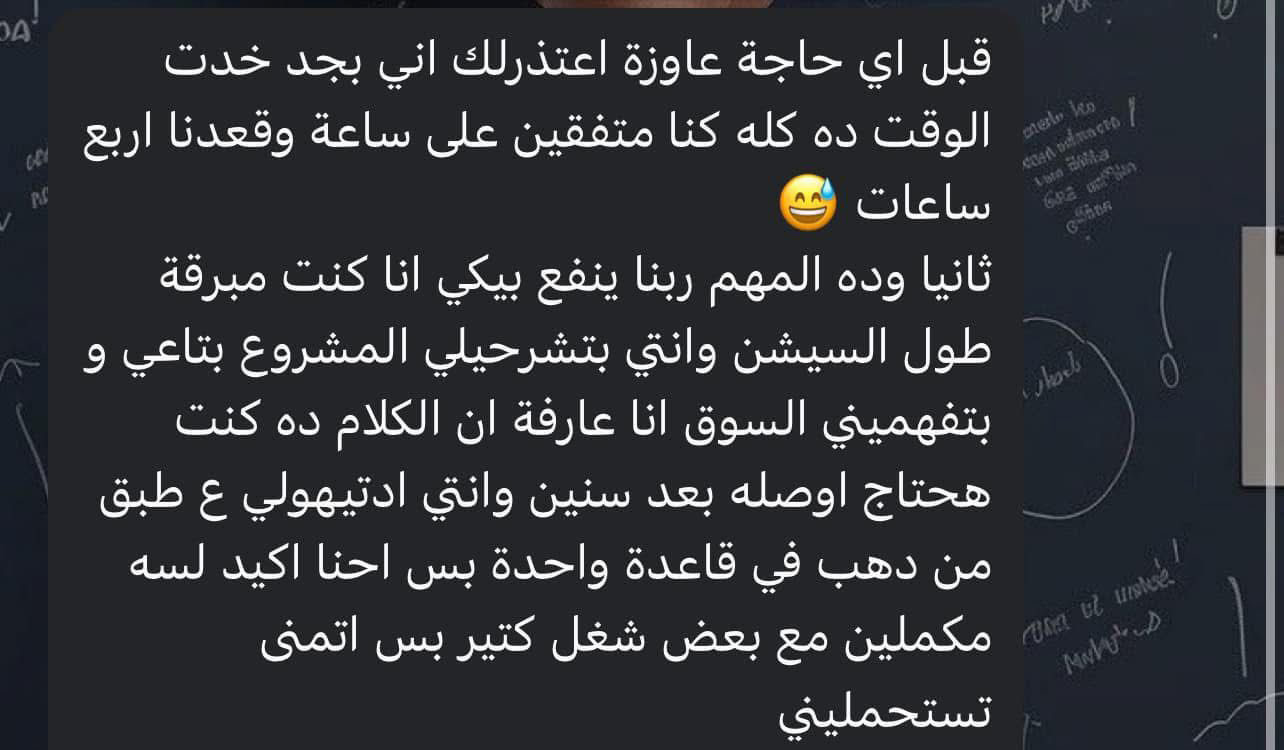 قبل اي حاجة عاوزة اعتذرلك اني بجد خدت
الوقت ده كله كنا متفقين على ساعة وقعدنا اربع
ساعات 😅
ثانيا وده المهم ربنا ينفع بيكي انا كنت مبرقة
طول السيشن وانتي بتشرحيلي المشروع بتاعي و
بتفهميني السوق انا عارفة ان الكلام ده كنت
هحتاج اوصله بعد سنين وانتي ادتيهولي ع طبق
من دهب في قاعدة واحدة بس احنا اكيد لسه
مكملين مع بعض شغل كتير بس اتمنى
تستحمليني